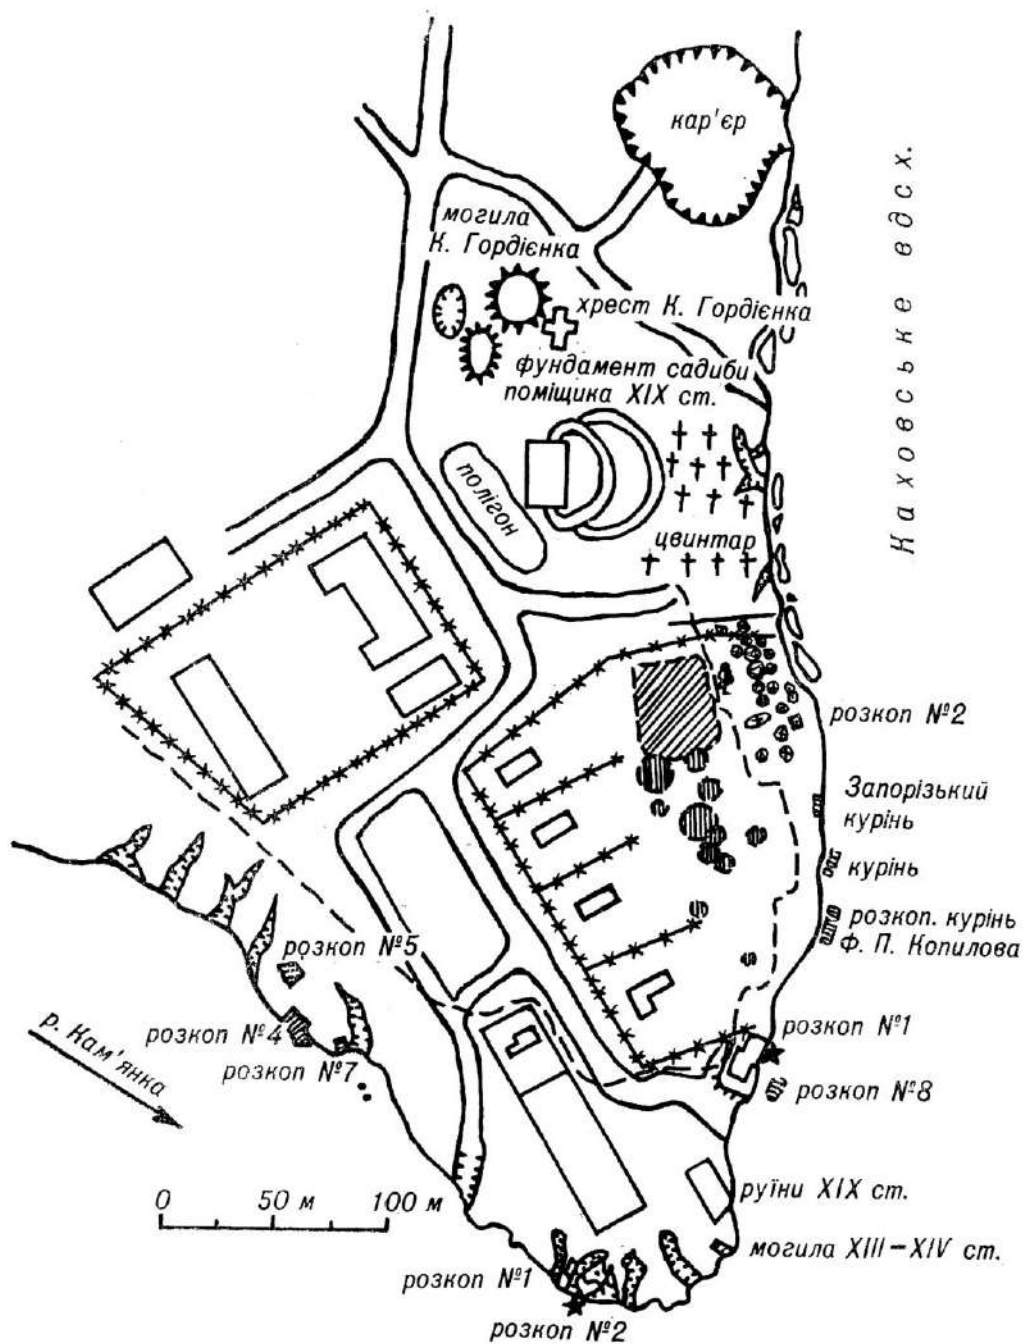 кар'єр
Каховське вдсх.
могила
К. Гордієнка
хрест К. Гордієнка
фундамент садиби
поміщика XIX ст.
полігон
цвинтар
розкоп №2
Запорізький
курінь
курінь
розкоп. курінь
Ф. П. Копилова
розкоп №5
розкоп №4
розкоп №7
р. Кам'янка
розкоп №1
розкоп №8
0 50 м 100 м
руїни XIX ст.
могила XIII–XIV ст.
розкоп №1
розкоп №2